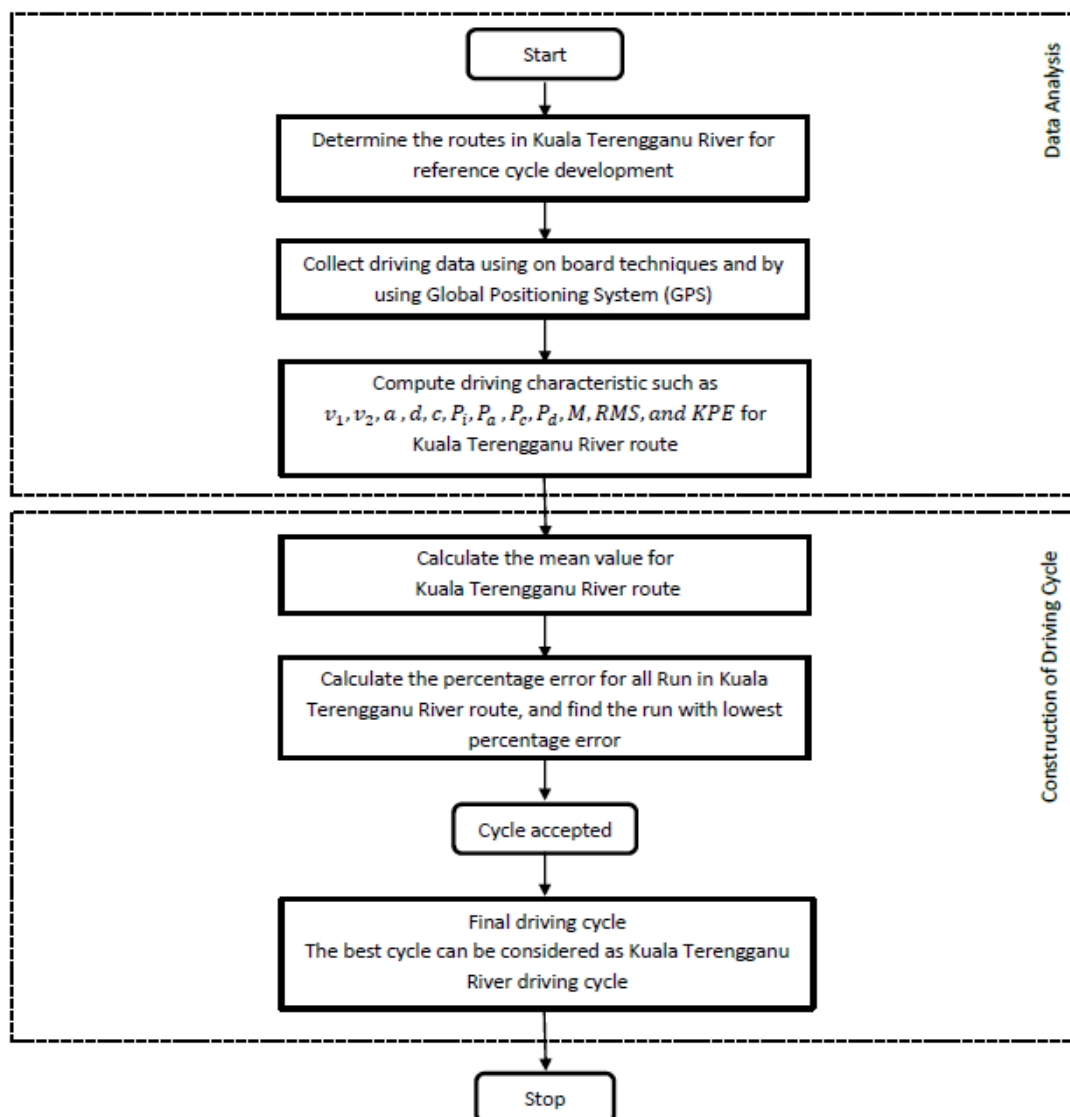 Start
Data Analysis
Determine the routes in Kuala Terengganu River for
reference cycle development
Collect driving data using on board techniques and by
using Global Positioning System (GPS)
Compute driving characteristic such as
v₁, v₂, a , d, c, Pᵢ, Pₐ , P_c, P_d, M, RMS, and KPE for
Kuala Terengganu River route
Calculate the mean value for
Kuala Terengganu River route
Construction of Driving Cycle
Calculate the percentage error for all Run in Kuala
Terengganu River route, and find the run with lowest
percentage error
Cycle accepted
Final driving cycle
The best cycle can be considered as Kuala Terengganu
River driving cycle
Stop